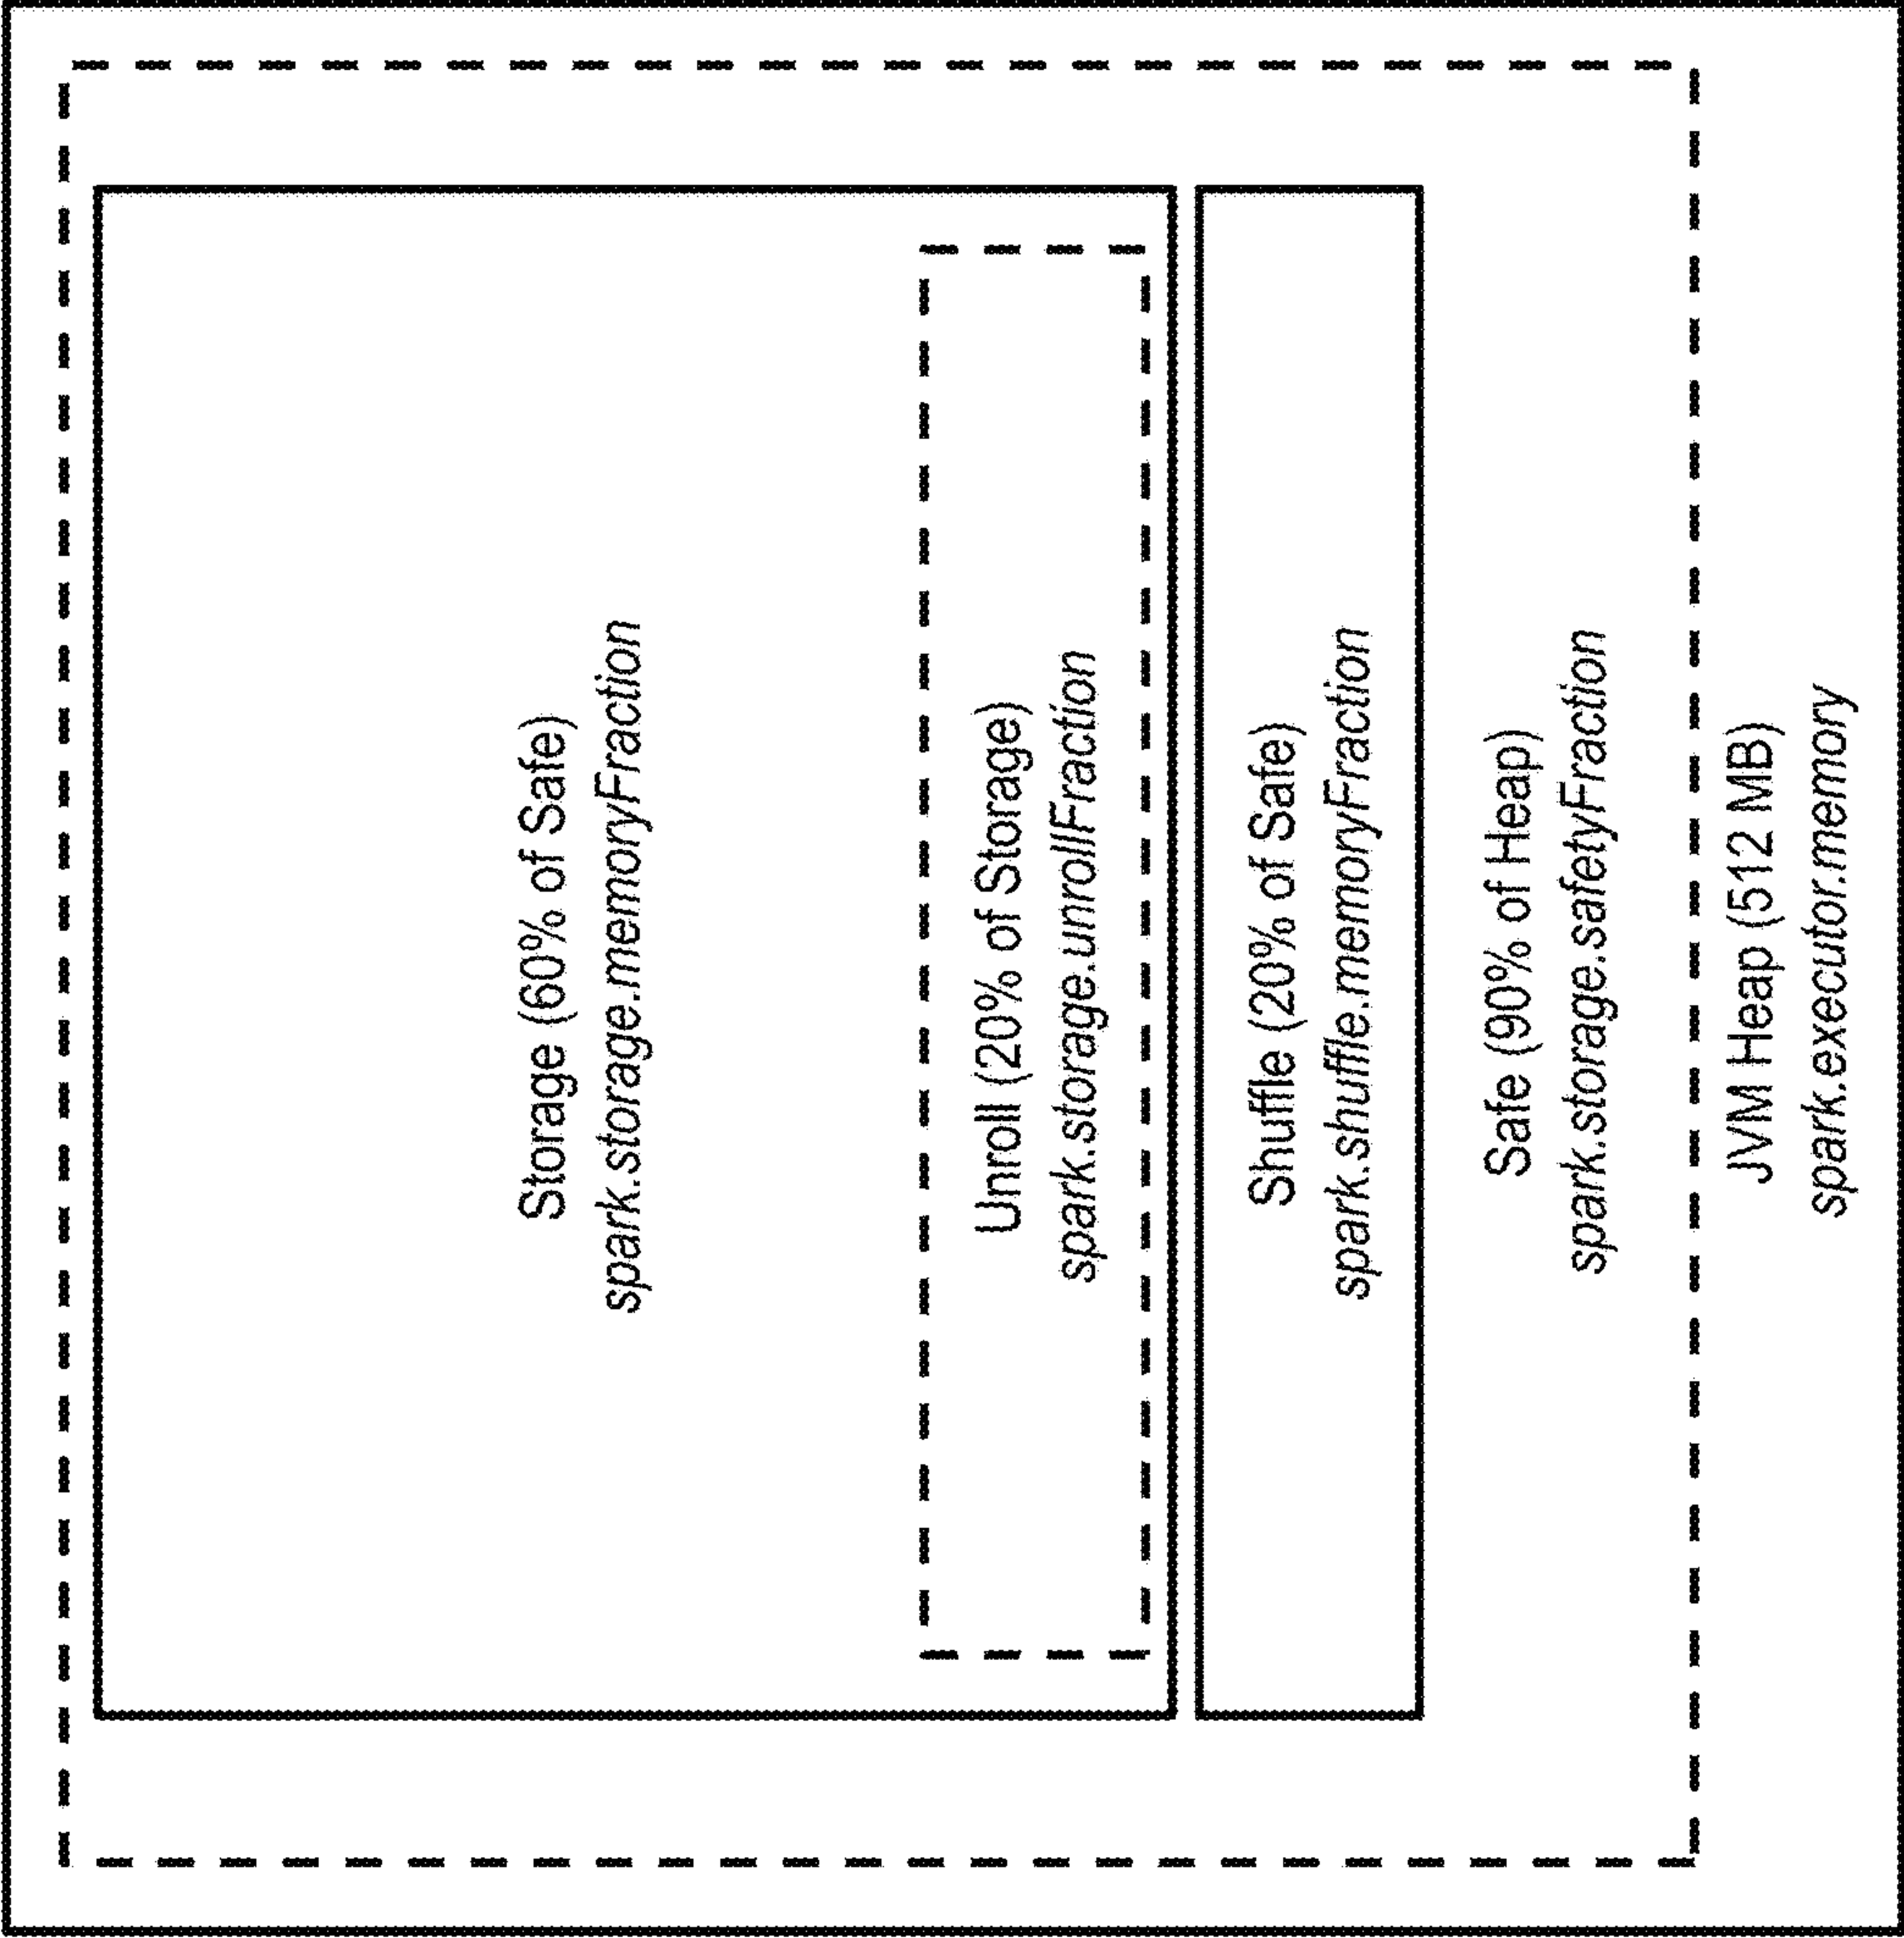 Storage (60% of Safe)
spark.storage.memoryFraction
Unroll (20% of Storage)
spark.storage.unrollFraction
Shuffle (20% of Safe)
spark.shuffle.memoryFraction
Safe (90% of Heap)
spark.storage.safetyFraction
JVM Heap (512 MB)
spark.executor.memory